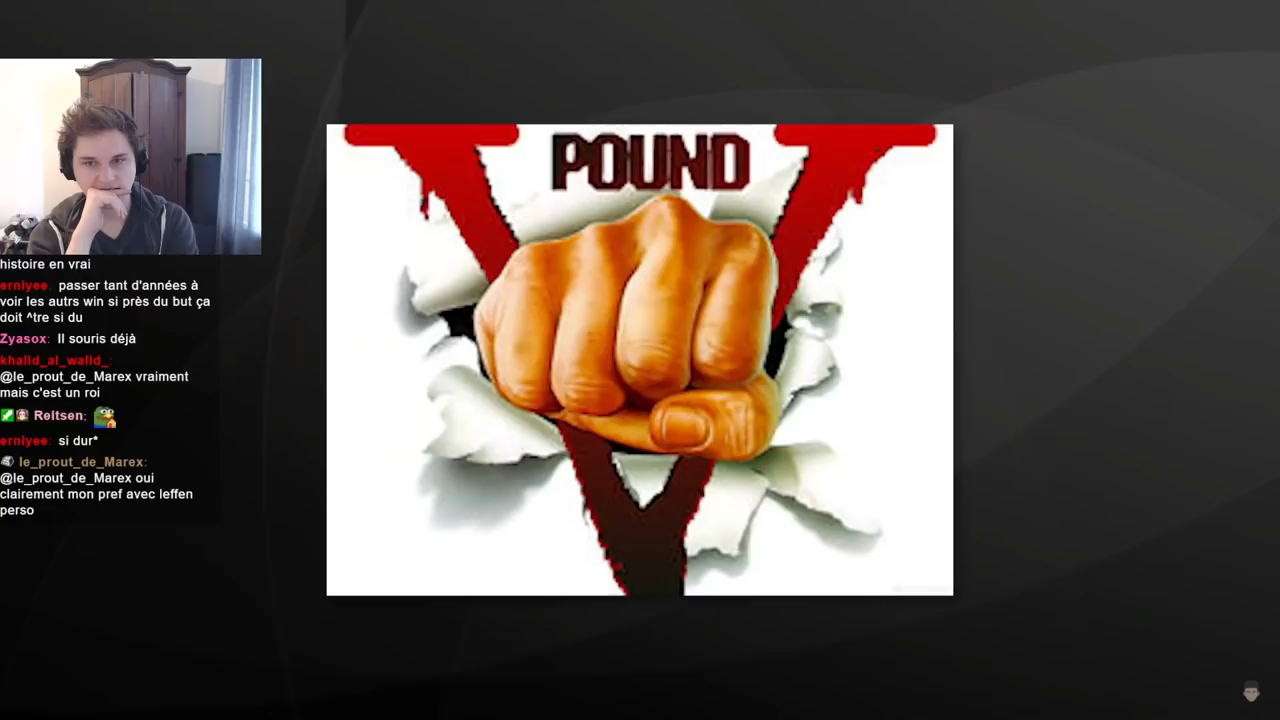 POUND
V
histoire en vrai
erniyee: passer tant d'années à
voir les autrs win si près du but ça
doit ^tre si du
Zyasox: Il souris déjà
khalid_al_walid_:
@le_prout_de_Marex vraiment
mais c'est un roi
Reitsen:
erniyee: si dur*
le_prout_de_Marex:
@le_prout_de_Marex oui
clairement mon pref avec leffen
perso